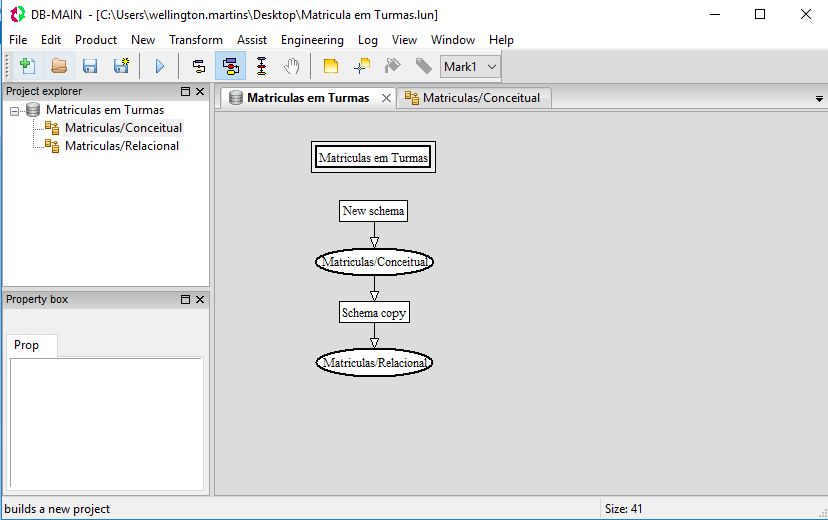 DB-MAIN - [C:\Users\wellington.martins\Desktop\Matricula em Turmas.lun]
File Edit Product New Transform Assist Engineering Log View Window Help
Mark1
Project explorer
Matriculas em Turmas
Matriculas/Conceitual
Matriculas/Relacional
Property box
Prop
Matriculas em Turmas
Matriculas/Conceitual
Matriculas em Turmas
New schema
Matriculas/Conceitual
Schema copy
Matriculas/Relacional
builds a new project
Size: 41